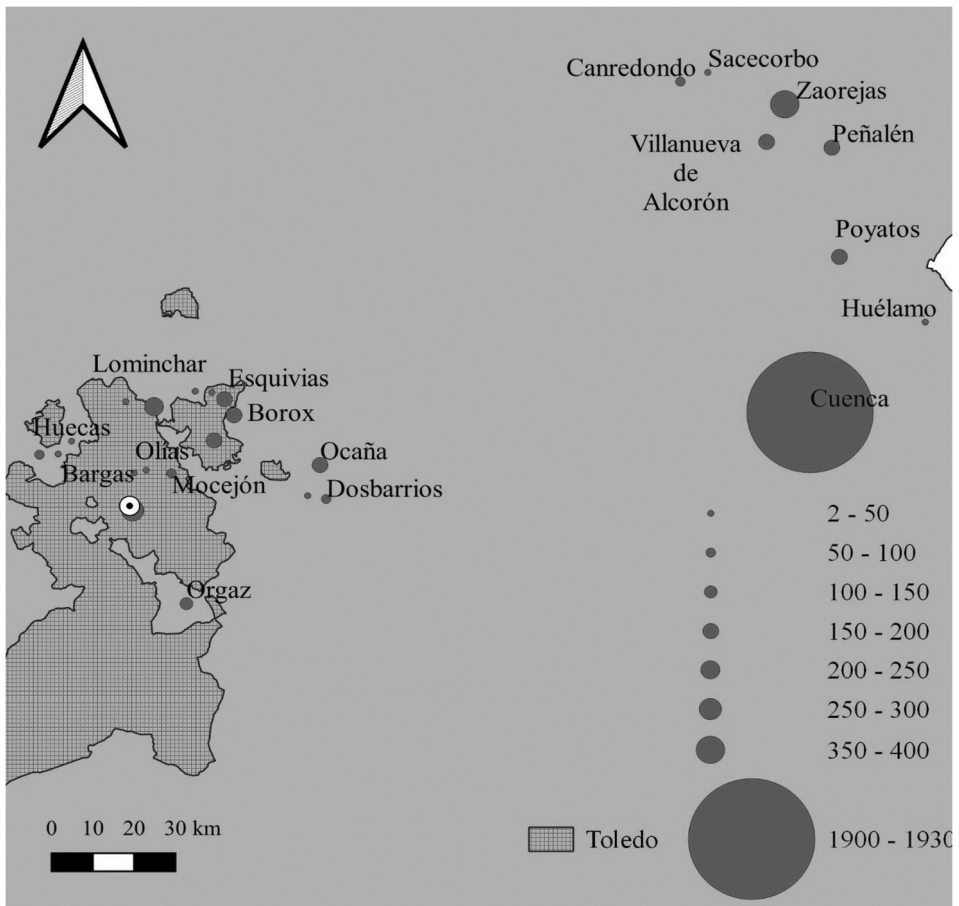 Sacecorbo
Canredondo
Zaorejas
Peñalén
Villanueva
de
Alcorón
Poyatos
Huélamo
Lominchar
Esquivias
Cuenca
Borox
Huecas
Olías
Ocaña
Bargas
Mocejón
Dosbarrios
Orgaz
2 - 50
50 - 100
100 - 150
150 - 200
200 - 250
250 - 300
350 - 400
0 10 20 30 km
Toledo
1900 - 1930